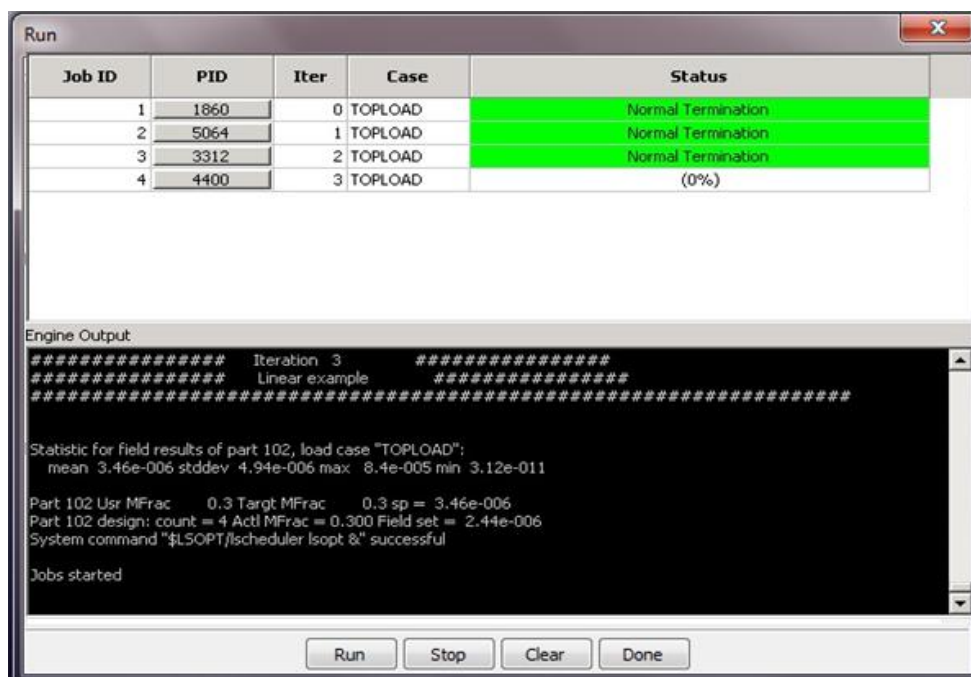 Run
Job ID PID Iter Case Status
1 1860 0 TOPLOAD Normal Termination
2 5064 1 TOPLOAD Normal Termination
3 3312 2 TOPLOAD Normal Termination
4 4400 3 TOPLOAD (0%)
Engine Output
################ Iteration 3 ################
################ Linear example ################
####################################################################
Statistic for field results of part 102, load case "TOPLOAD":
mean 3.46e-006 stddev 4.94e-006 max 8.4e-005 min 3.12e-011
Part 102 Usr MFrac 0.3 Targt MFrac 0.3 sp = 3.46e-006
Part 102 design: count = 4 Actl MFrac = 0.300 Field set = 2.44e-006
System command "$LSOPT/lscheduler lsopt &" successful
Jobs started
Run Stop Clear Done